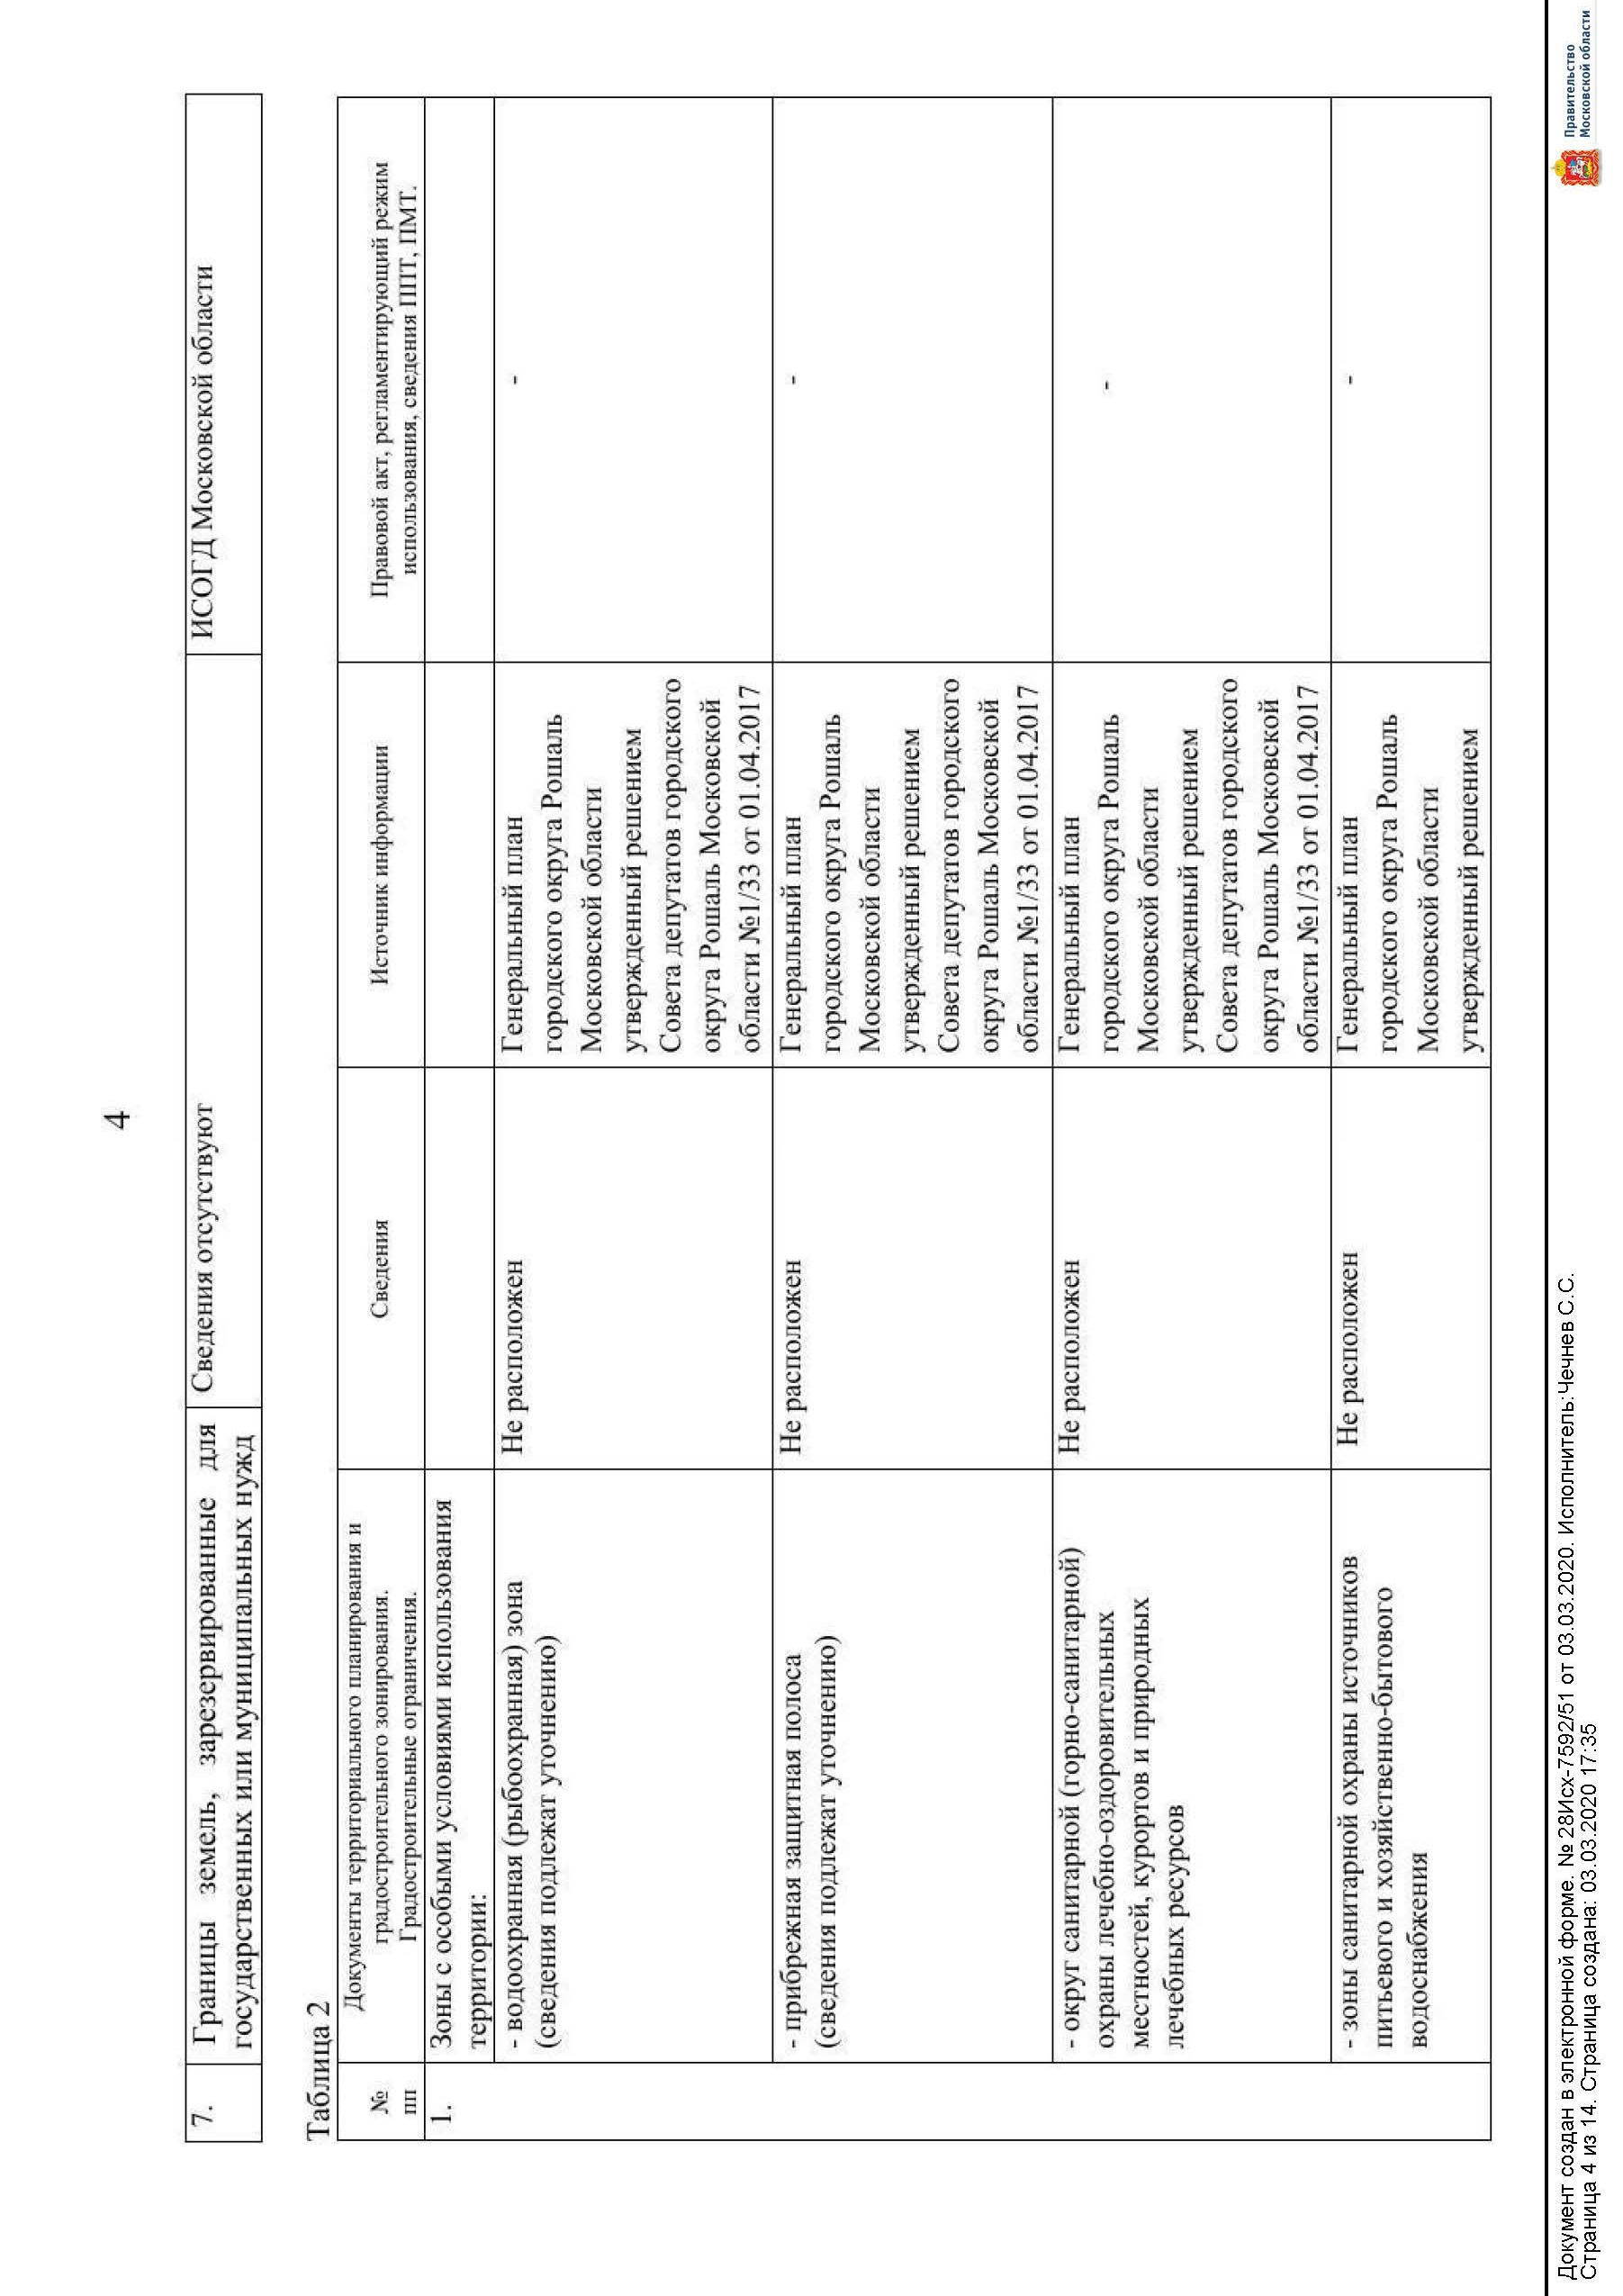 4
7.
Границы земель, зарезервированные для
государственных или муниципальных нужд
Сведения отсутствуют
ИСОГД Московской области
Таблица 2
№
пп
Документы территориального планирования и
градостроительного зонирования.
Градостроительные ограничения.
Сведения
Источник информации
Правовой акт, регламентирующий режим
использования, сведения ППТ, ПМТ.
1.
Зоны с особыми условиями использования
территории:
- водоохранная (рыбоохранная) зона
(сведения подлежат уточнению)
Не расположен
Генеральный план
городского округа Рошаль
Московской области
утвержденный решением
Совета депутатов городского
округа Рошаль Московской
области №1/33 от 01.04.2017
-
- прибрежная защитная полоса
(сведения подлежат уточнению)
Не расположен
Генеральный план
городского округа Рошаль
Московской области
утвержденный решением
Совета депутатов городского
округа Рошаль Московской
области №1/33 от 01.04.2017
-
- округ санитарной (горно-санитарной)
охраны лечебно-оздоровительных
местностей, курортов и природных
лечебных ресурсов
Не расположен
Генеральный план
городского округа Рошаль
Московской области
утвержденный решением
Совета депутатов городского
округа Рошаль Московской
области №1/33 от 01.04.2017
-
- зоны санитарной охраны источников
питьевого и хозяйственно-бытового
водоснабжения
Не расположен
Генеральный план
городского округа Рошаль
Московской области
утвержденный решением
-
Документ создан в электронной форме. № 28Исх-7592/51 от 03.03.2020. Исполнитель:Чечнев С.С.
Страница 4 из 14. Страница создана: 03.03.2020 17:35
Правительство
Московской области